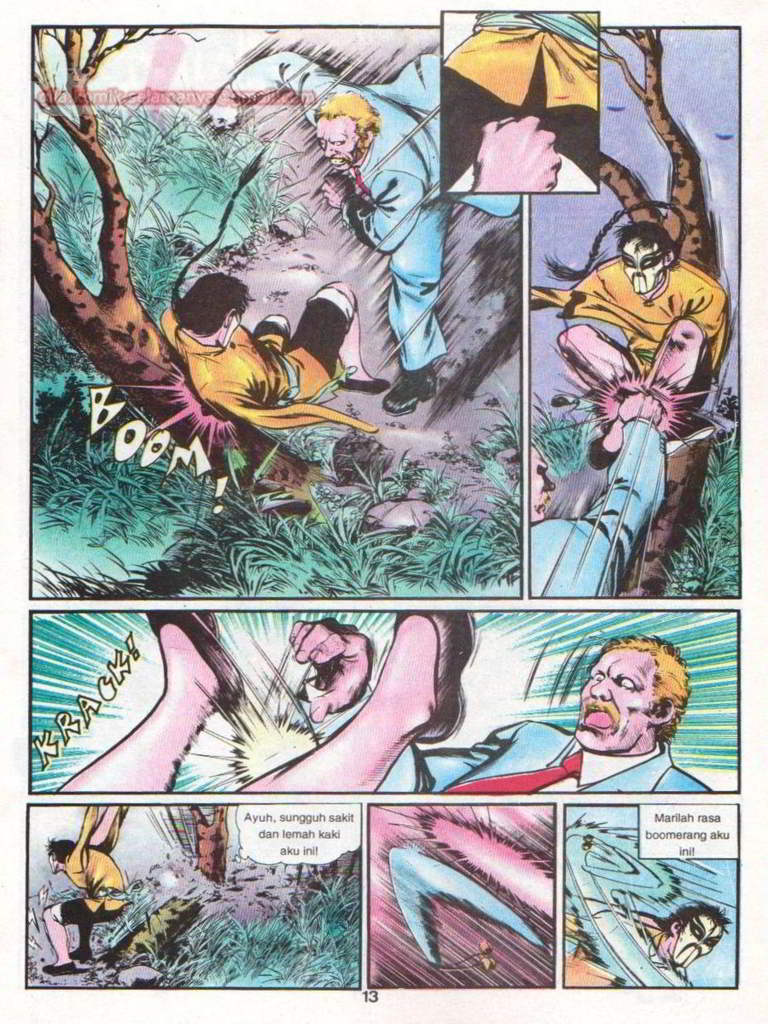 BOOM!
KRACK!
Ayuh, sungguh sakit
dan lemah kaki
aku ini!
Marilah rasa
boomerang aku
ini!
13